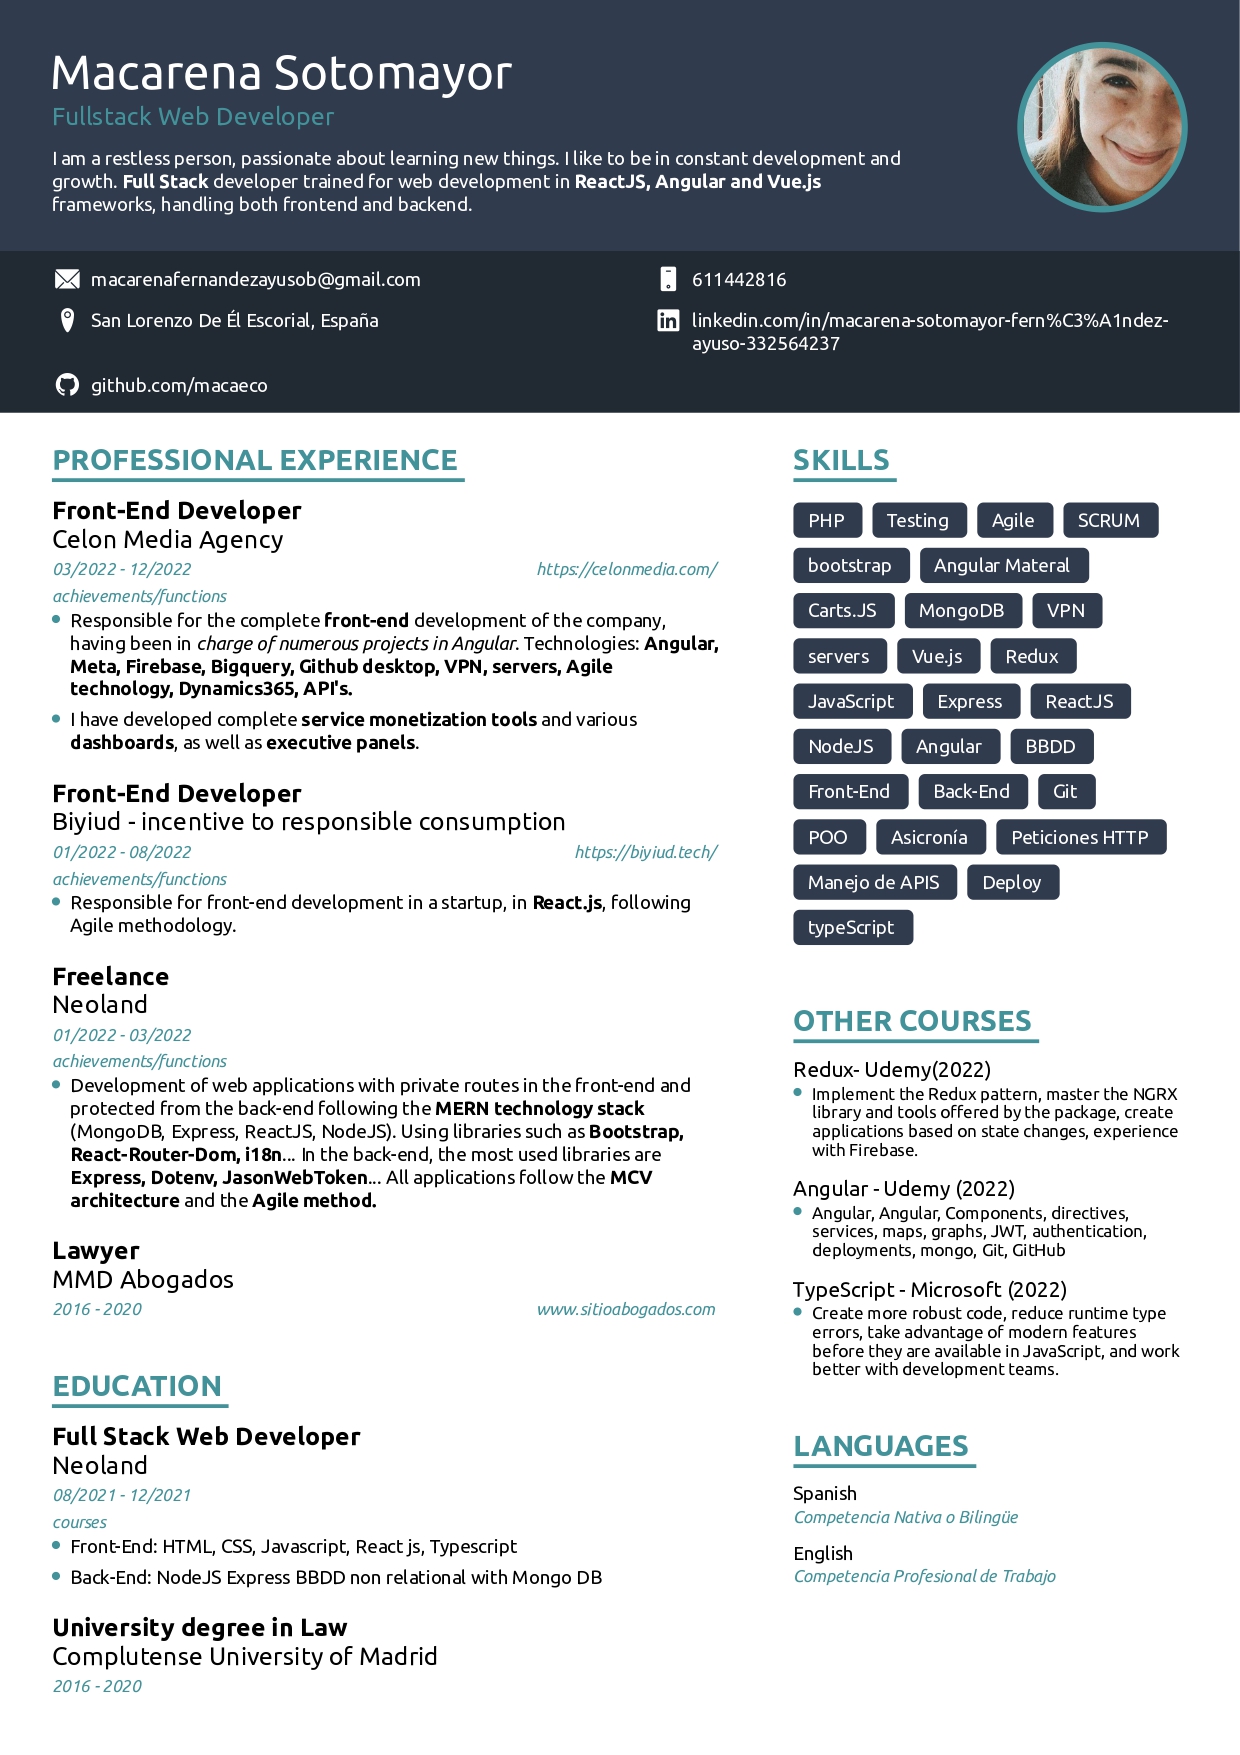 Macarena Sotomayor
Fullstack Web Developer
I am a restless person, passionate about learning new things. I like to be in constant development and
growth. Full Stack developer trained for web development in ReactJS, Angular and Vue.js
frameworks, handling both frontend and backend.
macarenafernandezayusob@gmail.com
611442816
San Lorenzo De Él Escorial, España
linkedin.com/in/macarena-sotomayor-fern%C3%A1ndez-
ayuso-332564237
github.com/macaeco
PROFESSIONAL EXPERIENCE
Front-End Developer
Celon Media Agency
03/2022 - 12/2022 https://celonmedia.com/
achievements/functions
Responsible for the complete front-end development of the company,
having been in charge of numerous projects in Angular. Technologies: Angular,
Meta, Firebase, Bigquery, Github desktop, VPN, servers, Agile
technology, Dynamics365, API's.
I have developed complete service monetization tools and various
dashboards, as well as executive panels.
Front-End Developer
Biyiud - incentive to responsible consumption
01/2022 - 08/2022 https://biyiud.tech/
achievements/functions
Responsible for front-end development in a startup, in React.js, following
Agile methodology.
Freelance
Neoland
01/2022 - 03/2022
achievements/functions
Development of web applications with private routes in the front-end and
protected from the back-end following the MERN technology stack
(MongoDB, Express, ReactJS, NodeJS). Using libraries such as Bootstrap,
React-Router-Dom, i18n... In the back-end, the most used libraries are
Express, Dotenv, JasonWebToken... All applications follow the MCV
architecture and the Agile method.
Lawyer
MMD Abogados
2016 - 2020 www.sitioabogados.com
EDUCATION
Full Stack Web Developer
Neoland
08/2021 - 12/2021
courses
Front-End: HTML, CSS, Javascript, React js, Typescript
Back-End: NodeJS Express BBDD non relational with Mongo DB
University degree in Law
Complutense University of Madrid
2016 - 2020
SKILLS
PHP Testing Agile SCRUM
bootstrap Angular Materal
Carts.JS MongoDB VPN
servers Vue.js Redux
JavaScript Express ReactJS
NodeJS Angular BBDD
Front-End Back-End Git
POO Asicronía Peticiones HTTP
Manejo de APIS Deploy
typeScript
OTHER COURSES
Redux- Udemy(2022)
Implement the Redux pattern, master the NGRX
library and tools offered by the package, create
applications based on state changes, experience
with Firebase.
Angular - Udemy (2022)
Angular, Angular, Components, directives,
services, maps, graphs, JWT, authentication,
deployments, mongo, Git, GitHub
TypeScript - Microsoft (2022)
Create more robust code, reduce runtime type
errors, take advantage of modern features
before they are available in JavaScript, and work
better with development teams.
LANGUAGES
Spanish
Competencia Nativa o Bilingüe
English
Competencia Profesional de Trabajo